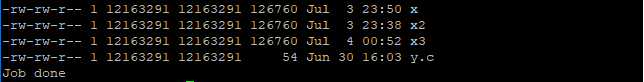 -rw-rw-r-- 1 12163291 12163291 126760 Jul  3 23:50 x
-rw-rw-r-- 1 12163291 12163291 126760 Jul  3 23:38 x2
-rw-rw-r-- 1 12163291 12163291 126760 Jul  4 00:52 x3
-rw-rw-r-- 1 12163291 12163291     54 Jun 30 16:03 y.c
Job done